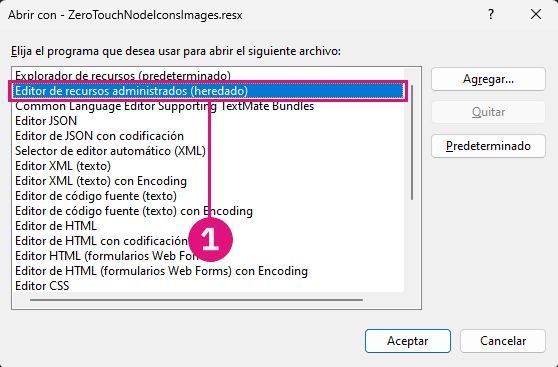 Abrir con - ZeroTouchNodeIconsImages.resx
Elija el programa que desea usar para abrir el siguiente archivo:
Explorador de recursos (predeterminado)
Editor de recursos administrados (heredado)
Common Language Editor Supporting TextMate Bundles
Editor JSON
Editor de JSON con codificación
Selector de editor automático (XML)
Editor XML (texto)
Editor XML (texto) con Encoding
Editor de código fuente (texto)
Editor de código fuente (texto) con Encoding
Editor de HTML
Editor de HTML con codificación
Editor HTML (formularios Web Fo
Editor de HTML (formularios Web Forms) con Encoding
Editor CSS
1
Agregar...
Quitar
Predeterminado
Aceptar
Cancelar